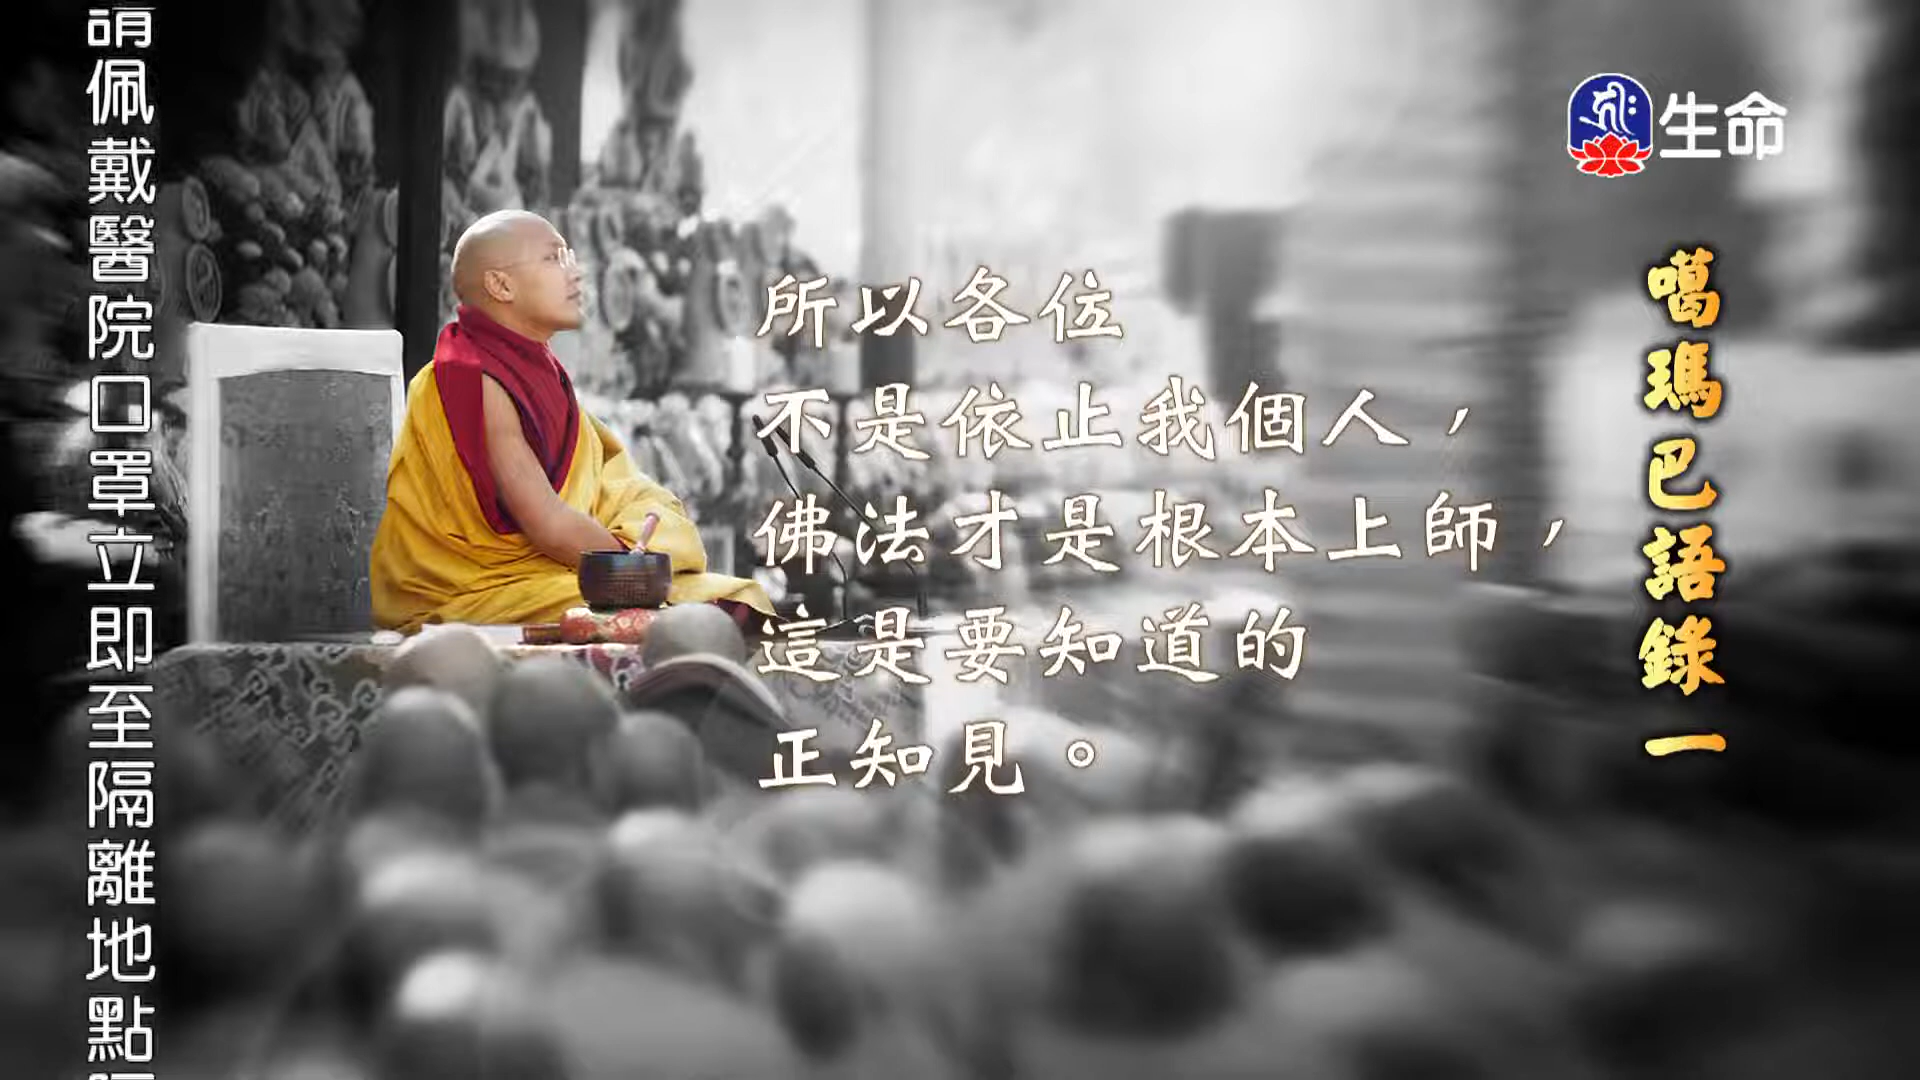 生命
噶瑪巴語錄一
所以各位
不是依止我個人，
佛法才是根本上師，
這是要知道的
正知見。
佩戴醫院口罩立即至隔離地點